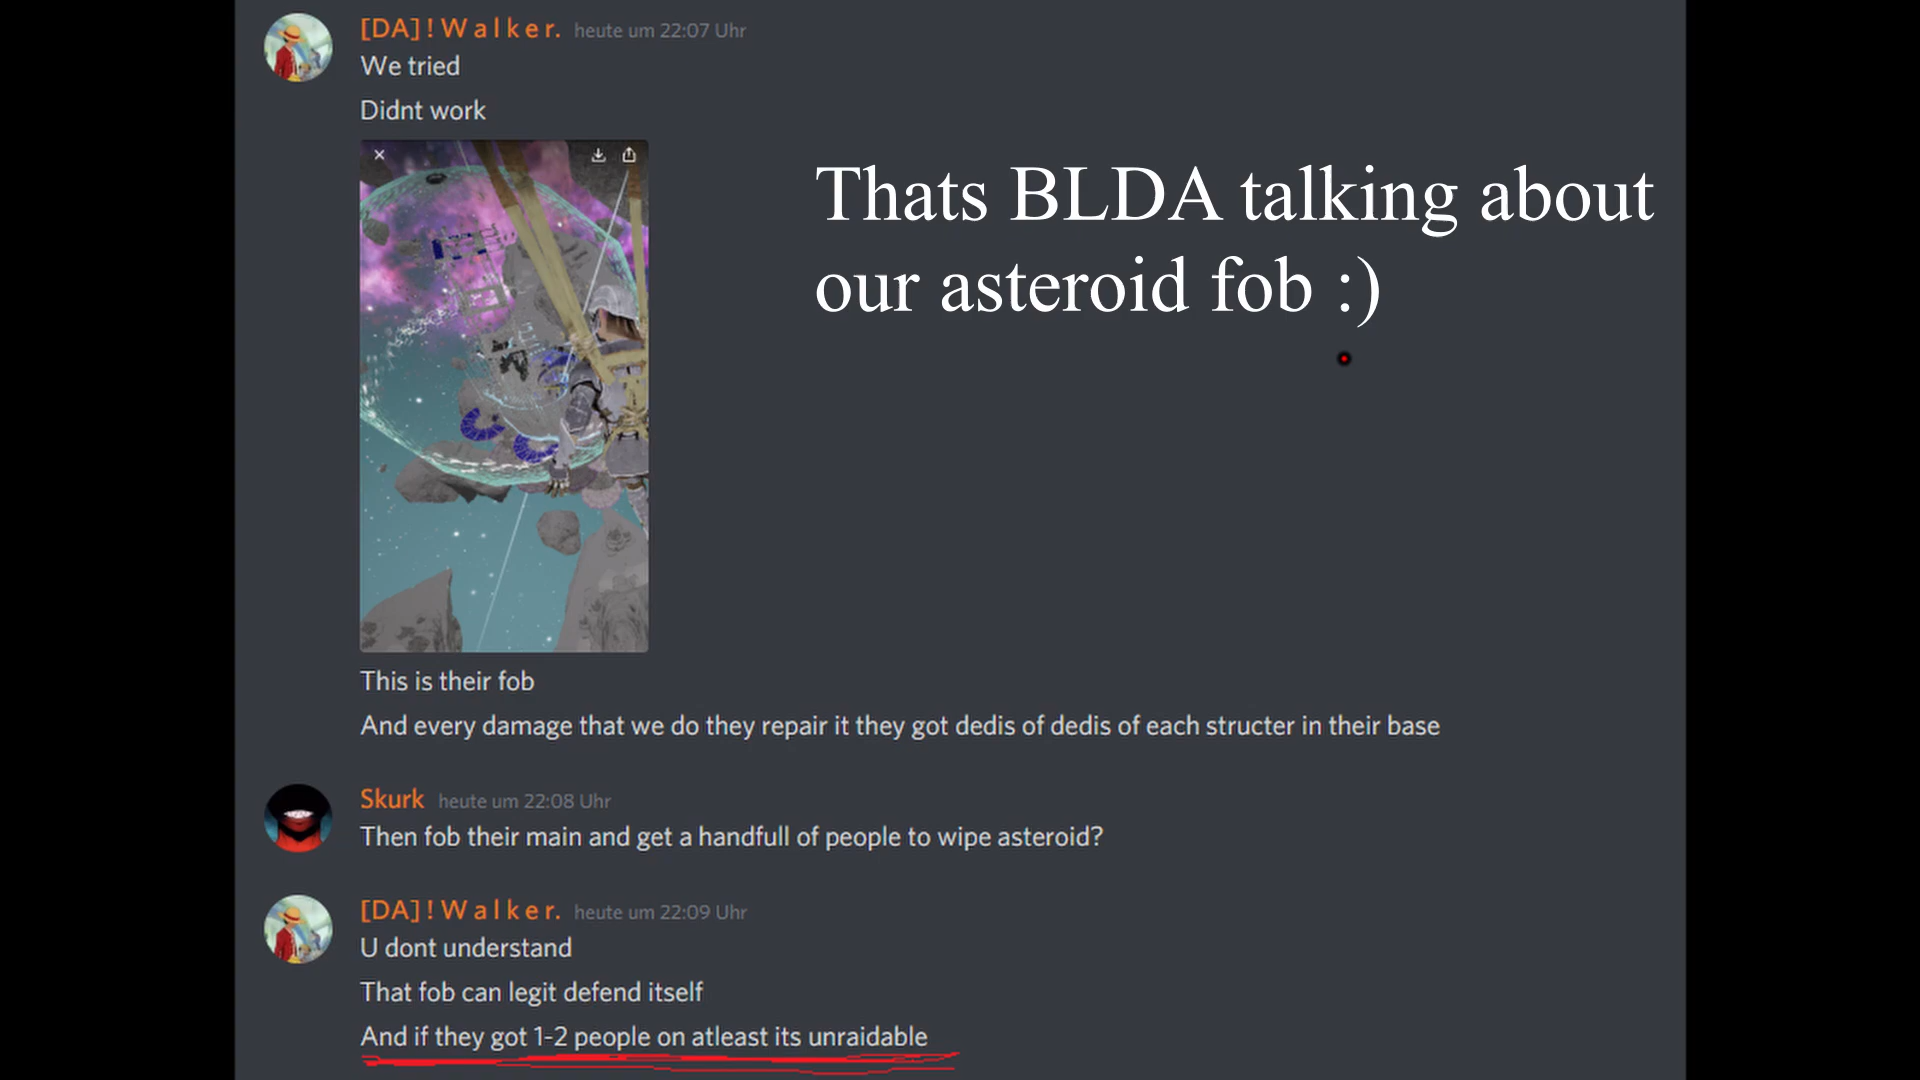 [DA] ! W a l k e r. heute um 22:07 Uhr
We tried
Didnt work
Thats BLDA talking about
our asteroid fob :)
This is their fob
And every damage that we do they repair it they got dedis of dedis of each structer in their base
Skurk heute um 22:08 Uhr
Then fob their main and get a handfull of people to wipe asteroid?
[DA] ! W a l k e r. heute um 22:09 Uhr
U dont understand
That fob can legit defend itself
And if they got 1-2 people on atleast its unraidable